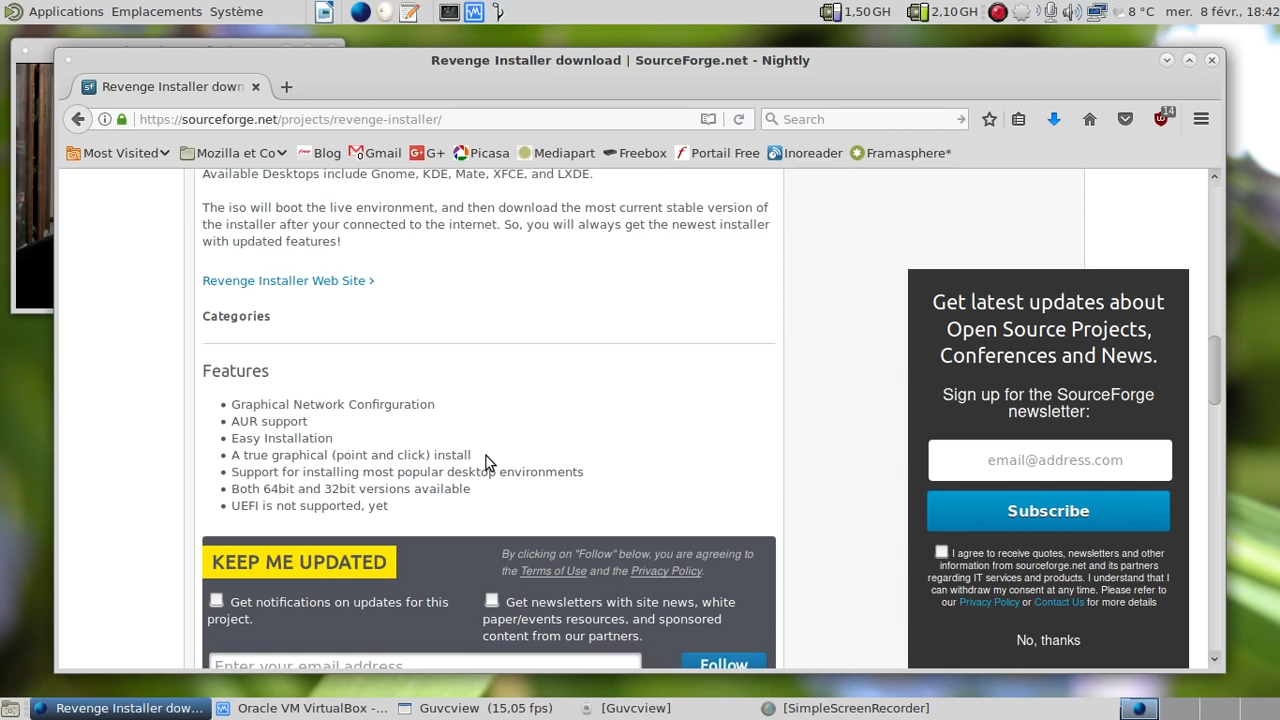 Applications Emplacements Système
1,50 GH 2,10 GH 8 °C mer. 8 févr., 18:42
Revenge Installer download | SourceForge.net - Nightly
sf Revenge Installer down
https://sourceforge.net/projects/revenge-installer/
Search
14
Most Visited Mozilla et Co Blog Gmail G+ Picasa Mediapart Freebox Portail Free Inoreader Framasphere*
Available Desktops include Gnome, KDE, Mate, XFCE, and LXDE.
The iso will boot the live environment, and then download the most current stable version of
the installer after your connected to the internet. So, you will always get the newest installer
with updated features!
Revenge Installer Web Site >
Categories
Features
• Graphical Network Confirguration
• AUR support
• Easy Installation
• A true graphical (point and click) install
• Support for installing most popular desktop environments
• Both 64bit and 32bit versions available
• UEFI is not supported, yet
KEEP ME UPDATED
By clicking on "Follow" below, you are agreeing to
the Terms of Use and the Privacy Policy.
Get notifications on updates for this
project.
Get newsletters with site news, white
paper/events resources, and sponsored
content from our partners.
Enter your email address
Follow
Get latest updates about
Open Source Projects,
Conferences and News.
Sign up for the SourceForge
newsletter:
email@address.com
Subscribe
I agree to receive quotes, newsletters and other
information from sourceforge.net and its partners
regarding IT services and products. I understand that I
can withdraw my consent at any time. Please refer to
our Privacy Policy or Contact Us for more details
No, thanks
Revenge Installer dow... Oracle VM VirtualBox -... Guvcview (15,05 fps) [Guvcview] [SimpleScreenRecorder]